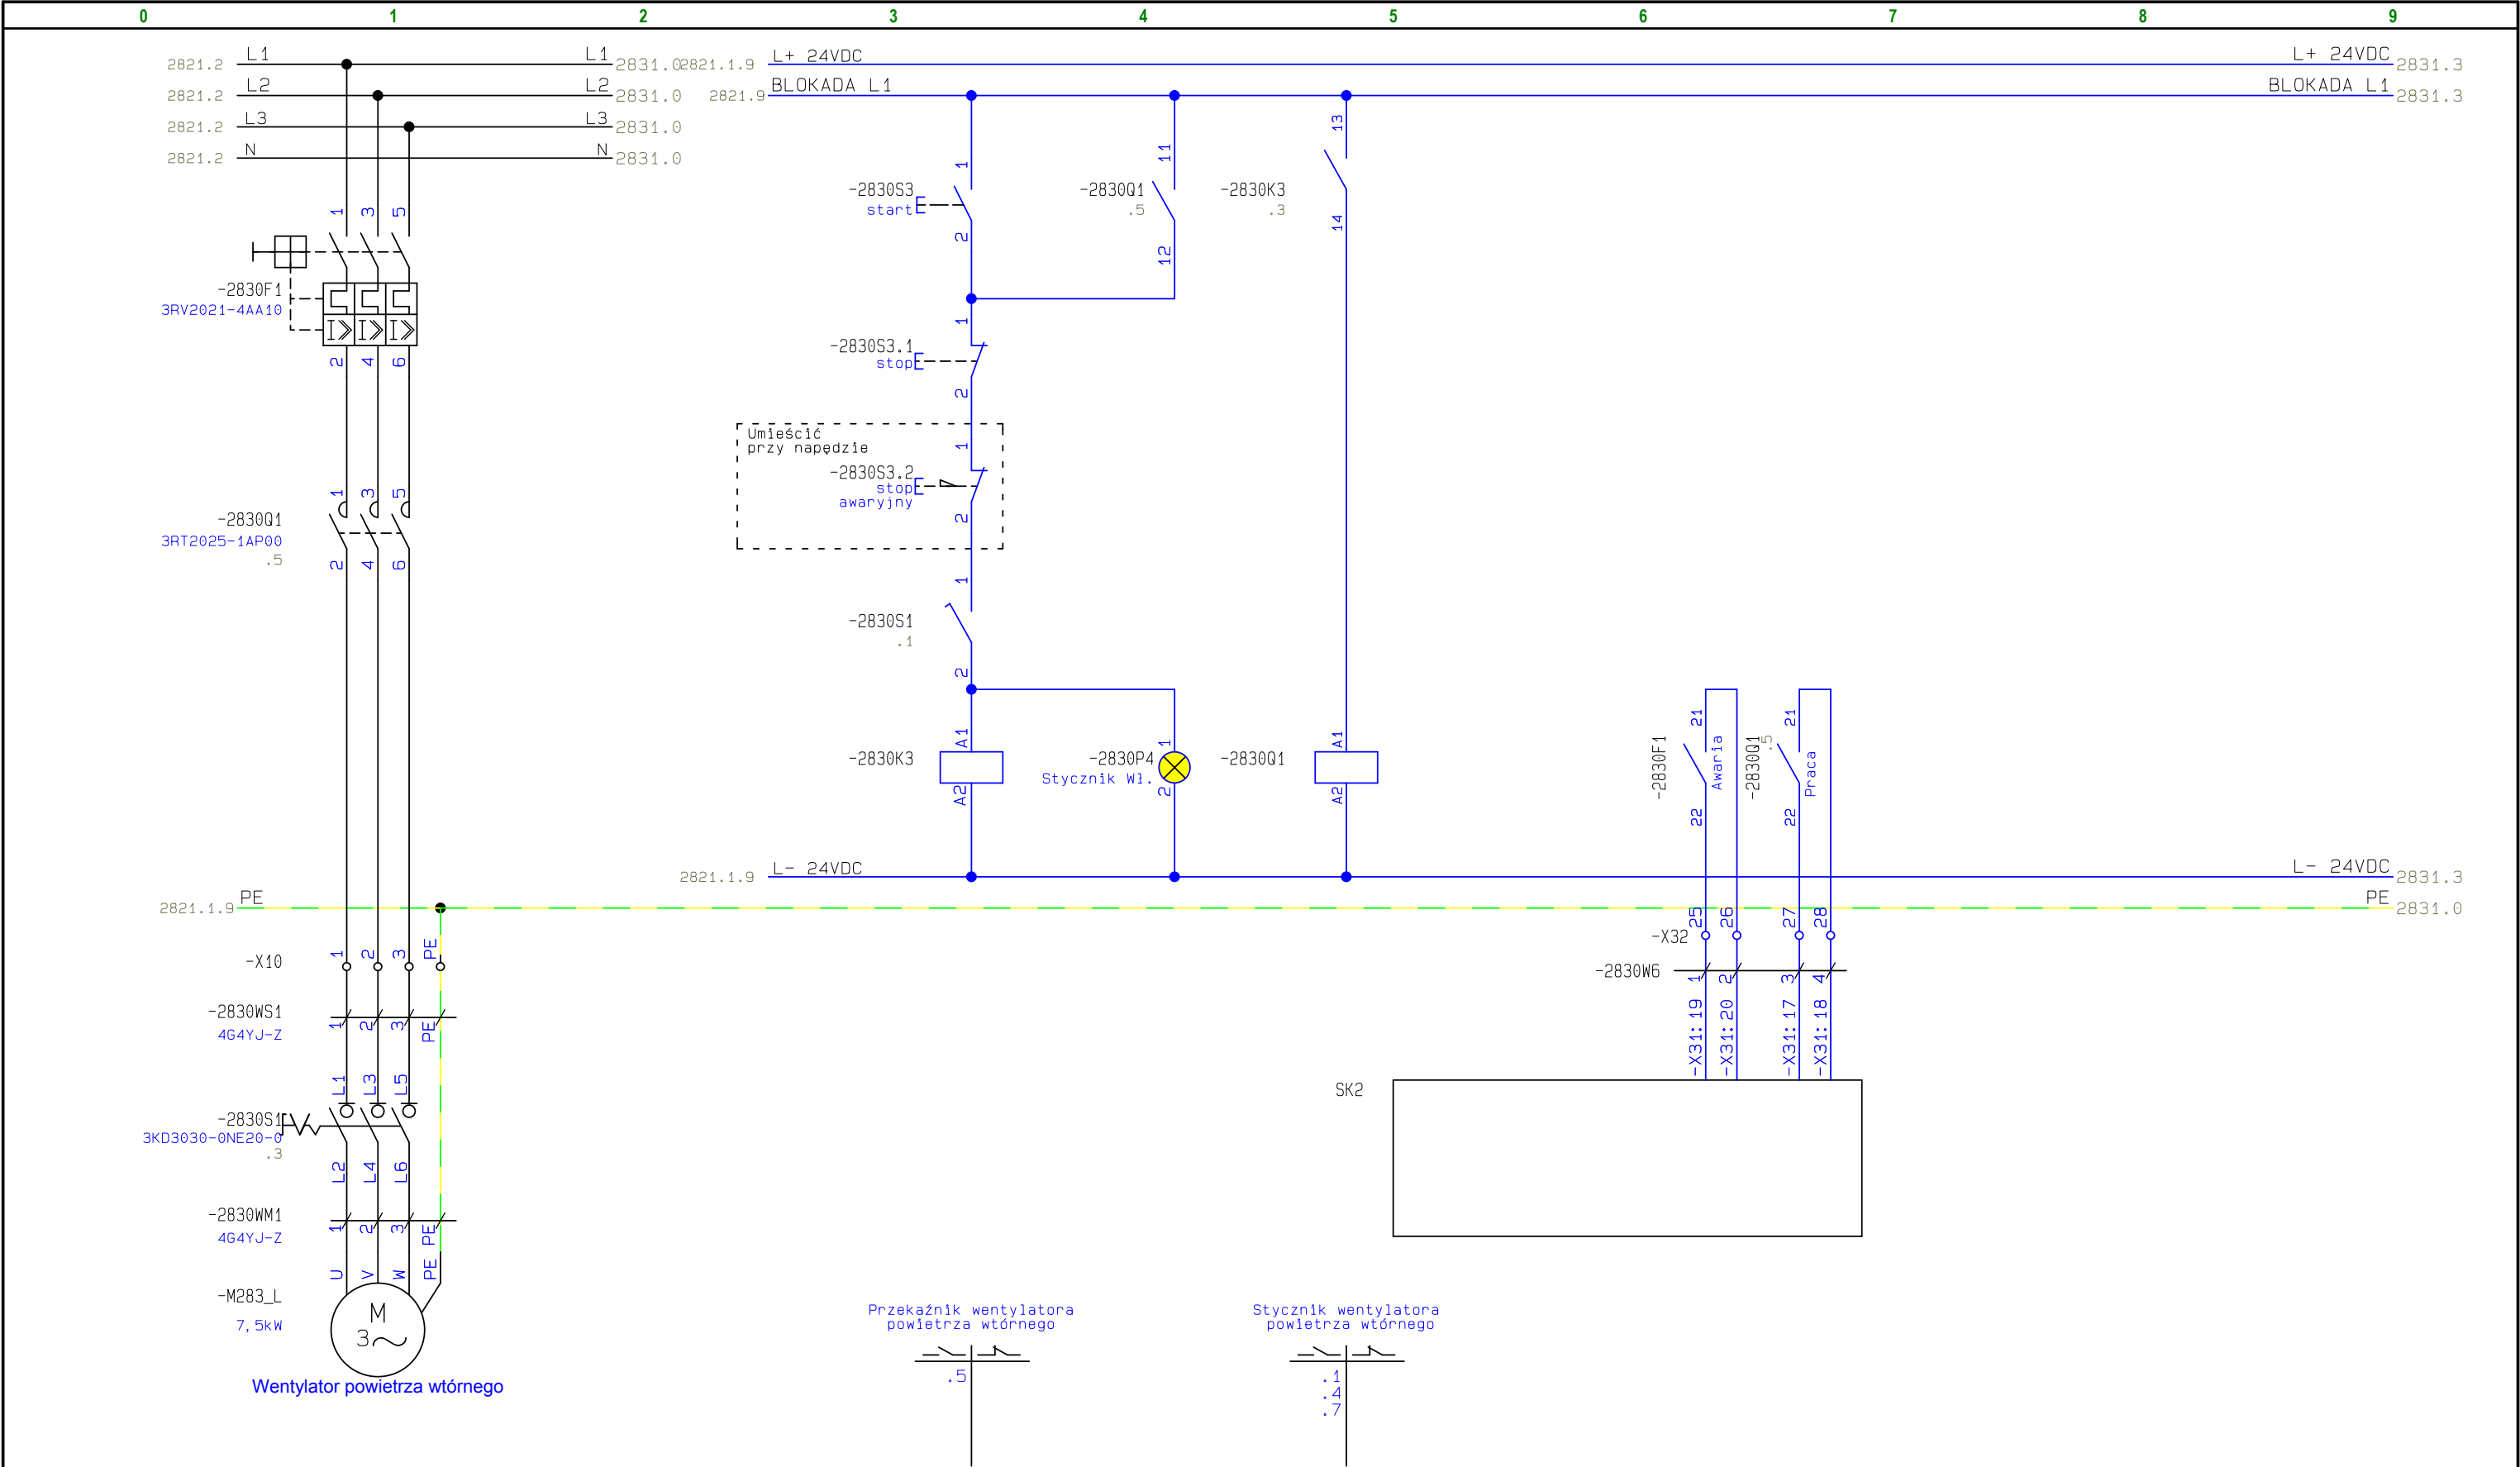 0 1 2 3 4 5 6 7 8 9
2821.2 L1 L1 2831.0
2821.2 L2 L2 2831.0
2821.2 L3 L3 2831.0
2821.2 N N 2831.0
2821.1.9 L+ 24VDC L+ 24VDC 2831.3
2821.9 BLOKADA L1 BLOKADA L1 2831.3
1 3 5
-2830F1
3RV2021-4AA10
I I I
2 4 6
1 3 5
-2830Q1
3RT2025-1AP00
.5
2 4 6
1
-2830S3
start
2
11
-2830Q1
.5
12
13
-2830K3
.3
14
1
-2830S3.1
stop
2
Umieścić
przy napędzie
1
-2830S3.2
stop
awaryjny
2
1
-2830S1
.1
2
A1
-2830K3
A2
1
-2830P4
Stycznik Wł.
2
A1
-2830Q1
A2
21
-2830F1
Awaria
22
21
-2830Q1
.5
Praca
22
2821.1.9 L- 24VDC L- 24VDC 2831.3
2821.1.9 PE PE 2831.0
-X10
1 2 3 PE
-2830WS1
4G4YJ-Z
1 2 3 PE
L1 L3 L5
-2830S1
3KD3030-0NE20-0
.3
L2 L4 L6
-2830WM1
4G4YJ-Z
1 2 3 PE
U V W PE
-M283_L
7,5kW
M
3
Wentylator powietrza wtórnego
25 26 27 28
-X32
-2830W6
1 2 3 4
-X31:19 -X31:20 -X31:17 -X31:18
SK2
Przekaźnik wentylatora
powietrza wtórnego
.5
Stycznik wentylatora
powietrza wtórnego
.1
.4
.7